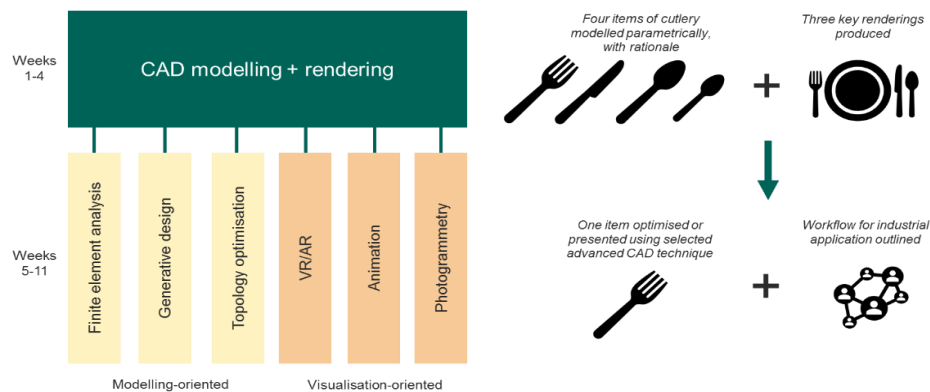 Weeks
1-4
CAD modelling + rendering
Weeks
5-11
Finite element analysis
Generative design
Topology optimisation
VR/AR
Animation
Photogrammetry
Modelling-oriented
Visualisation-oriented
Four items of cutlery
modelled parametrically,
with rationale
+
Three key renderings
produced
One item optimised or
presented using selected
advanced CAD technique
+
Workflow for industrial
application outlined